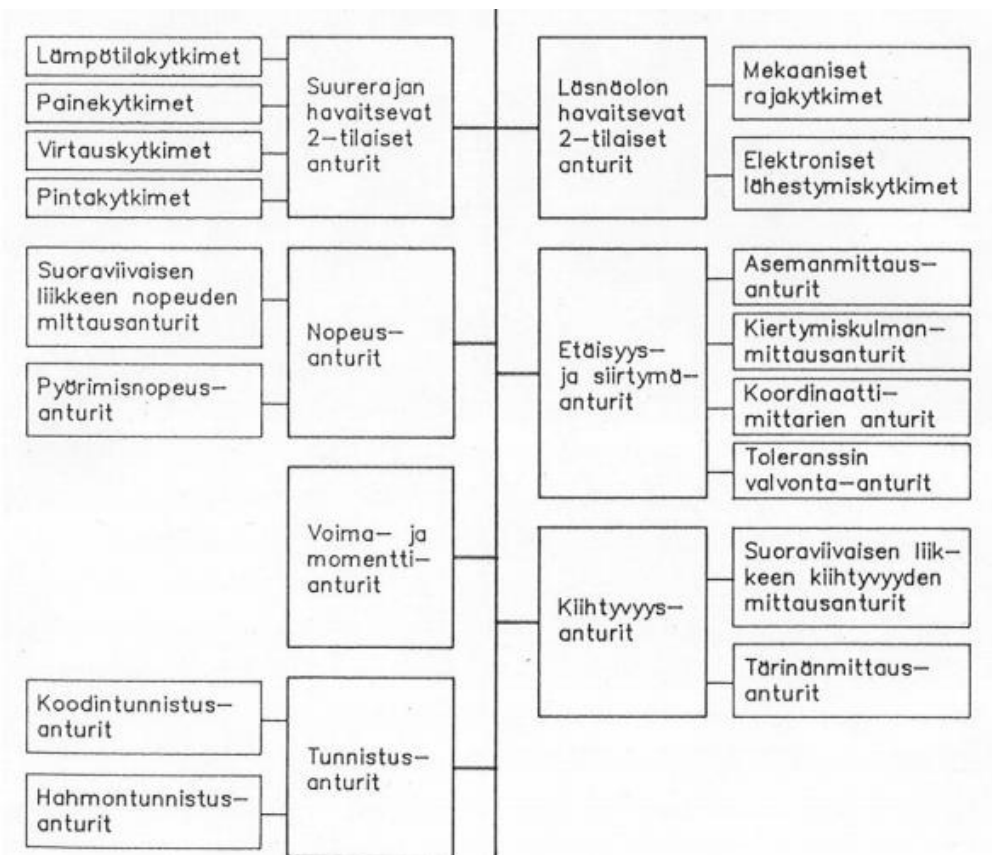 Lämpötilakytkimet
Painekytkimet
Virtauskytkimet
Pintakytkimet
Suurerajan
havaitsevat
2-tilaiset
anturit
Läsnäolon
havaitsevat
2-tilaiset
anturit
Mekaaniset
rajakytkimet
Elektroniset
lähestymiskytkimet
Suoraviivaisen
liikkeen nopeuden
mittausanturit
Pyörimisnopeus-
anturit
Nopeus-
anturit
Etäisyys-
ja siirtymä-
anturit
Asemanmittaus-
anturit
Kiertymiskulman-
mittausanturit
Koordinaatti-
mittarien anturit
Toleranssin
valvonta-anturit
Voima- ja
momentti-
anturit
Kiihtyvyys-
anturit
Suoraviivaisen liik-
keen kiihtyvyyden
mittausanturit
Tärinänmittaus-
anturit
Koodintunnistus-
anturit
Hahmontunnistus-
anturit
Tunnistus-
anturit